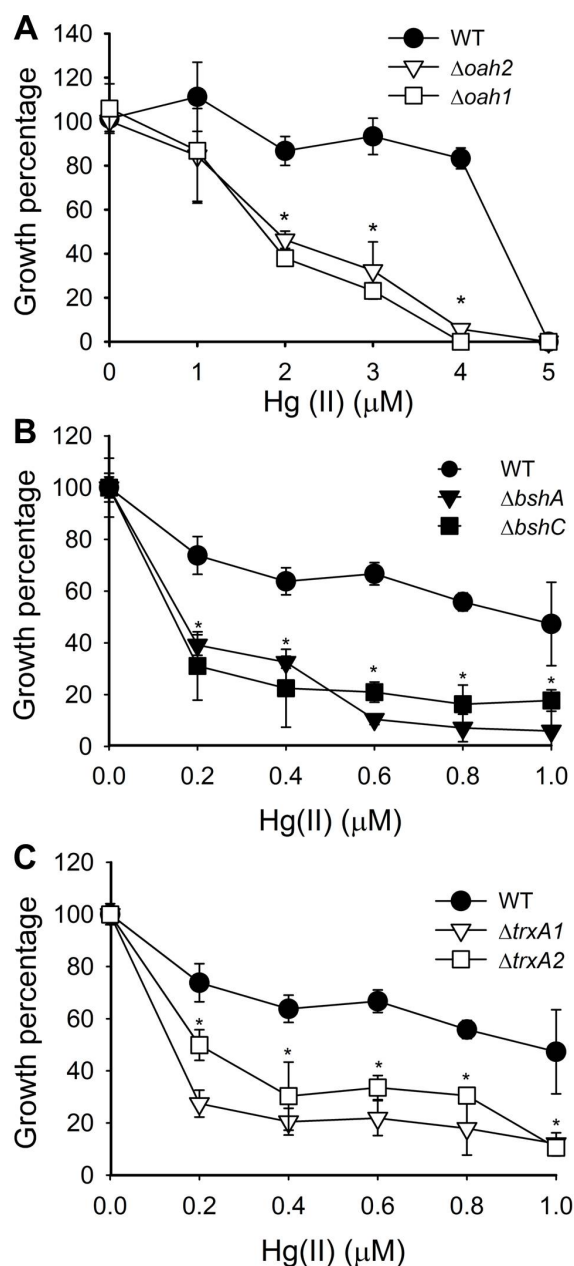 A
140
120
100
80
60
40
20
0
Growth percentage
WT
Δoah2
Δoah1
*
*
*
0 1 2 3 4 5
Hg (II) (μM)
B
120
100
80
60
40
20
0
Growth percentage
WT
ΔbshA
ΔbshC
* * * * *
0.0 0.2 0.4 0.6 0.8 1.0
Hg(II) (μM)
C
120
100
80
60
40
20
0
Growth percentage
WT
ΔtrxA1
ΔtrxA2
* * * * *
0.0 0.2 0.4 0.6 0.8 1.0
Hg(II) (μM)